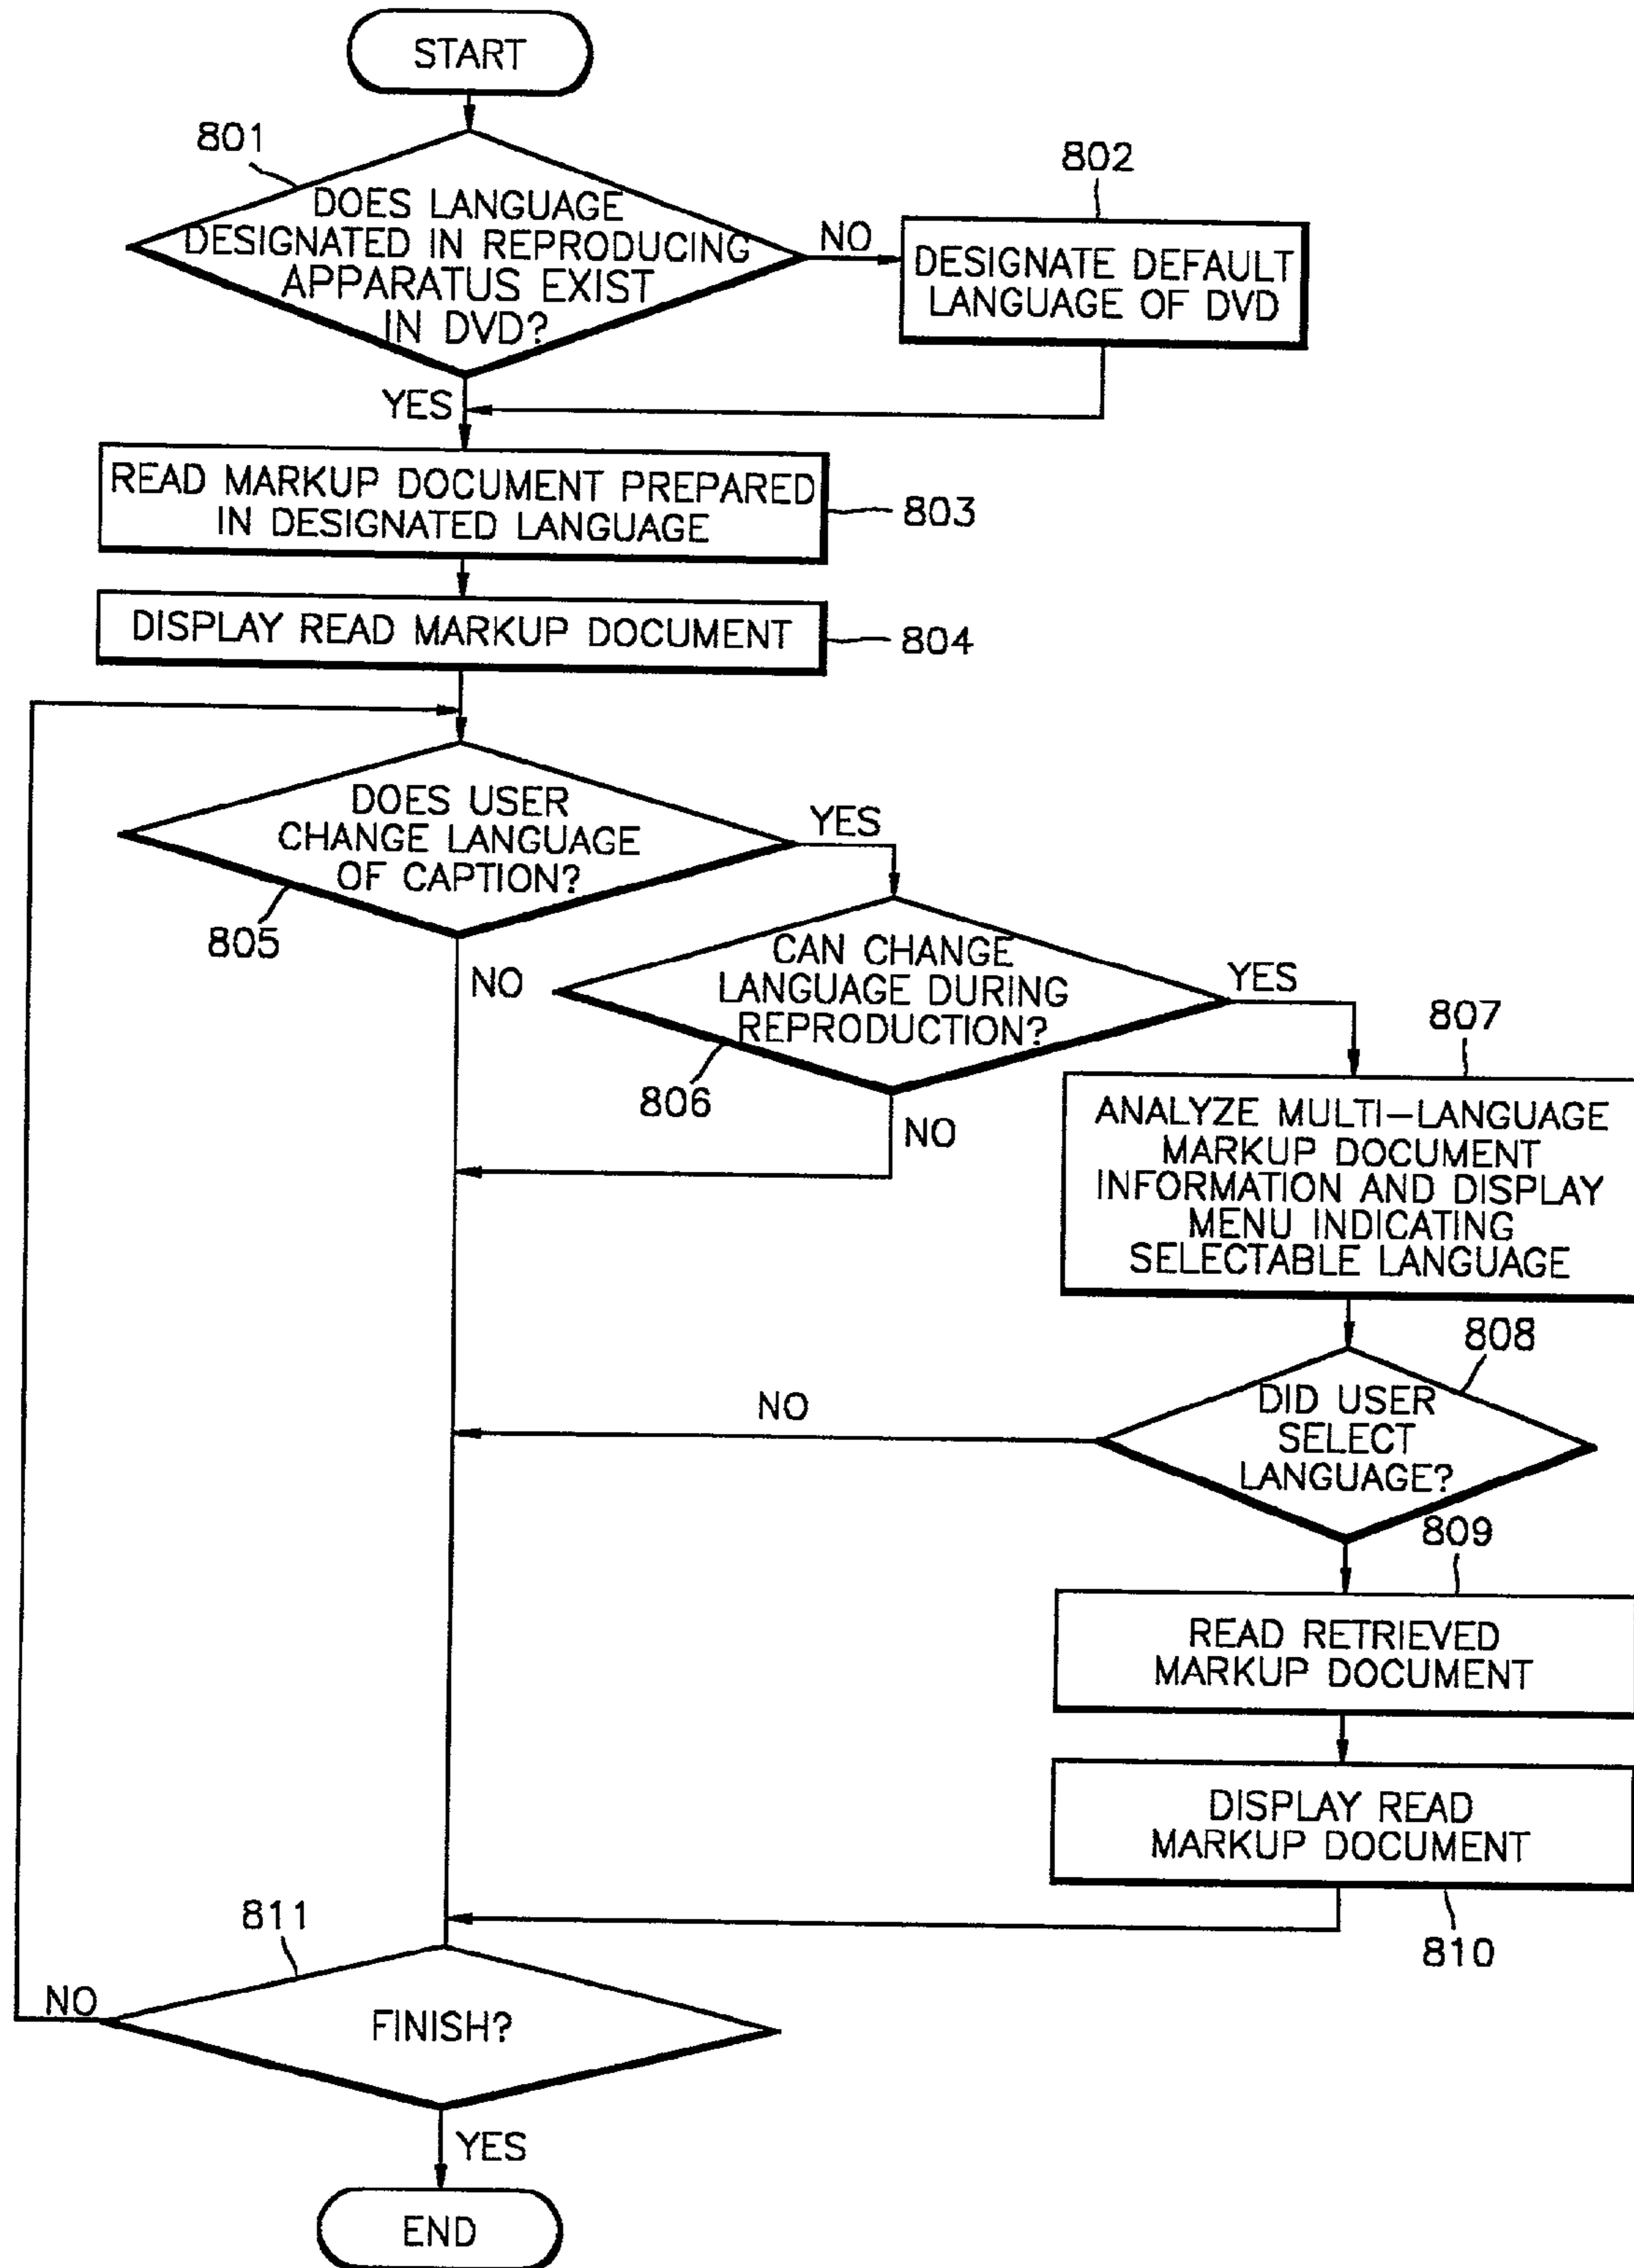 START
801
DOES LANGUAGE
DESIGNATED IN REPRODUCING
APPARATUS EXIST
IN DVD?
NO
802
DESIGNATE DEFAULT
LANGUAGE OF DVD
YES
READ MARKUP DOCUMENT PREPARED
IN DESIGNATED LANGUAGE
803
DISPLAY READ MARKUP DOCUMENT
804
DOES USER
CHANGE LANGUAGE
OF CAPTION?
805
YES
NO
CAN CHANGE
LANGUAGE DURING
REPRODUCTION?
806
YES
NO
807
ANALYZE MULTI-LANGUAGE
MARKUP DOCUMENT
INFORMATION AND DISPLAY
MENU INDICATING
SELECTABLE LANGUAGE
808
DID USER
SELECT
LANGUAGE?
NO
809
READ RETRIEVED
MARKUP DOCUMENT
DISPLAY READ
MARKUP DOCUMENT
810
811
FINISH?
NO
YES
END